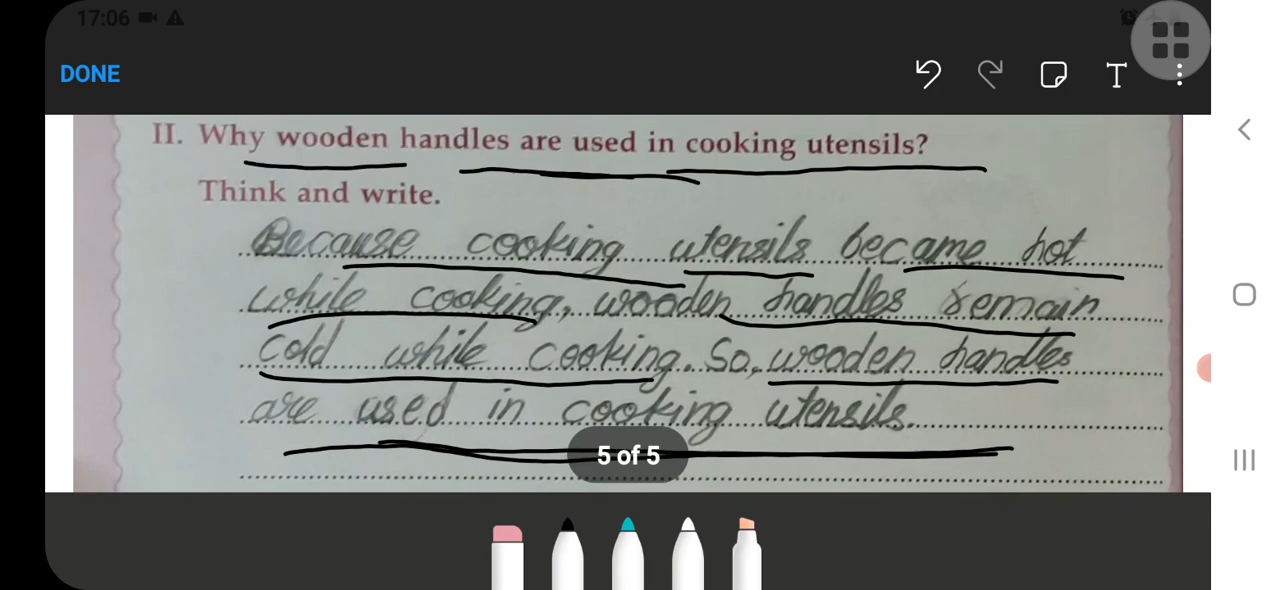 17:06
DONE
T
II. Why wooden handles are used in cooking utensils?
Think and write.
Because cooking utensils became hot
while cooking, wooden handles remain
cold while cooking. So, wooden handles
are used in cooking utensils.
5 of 5